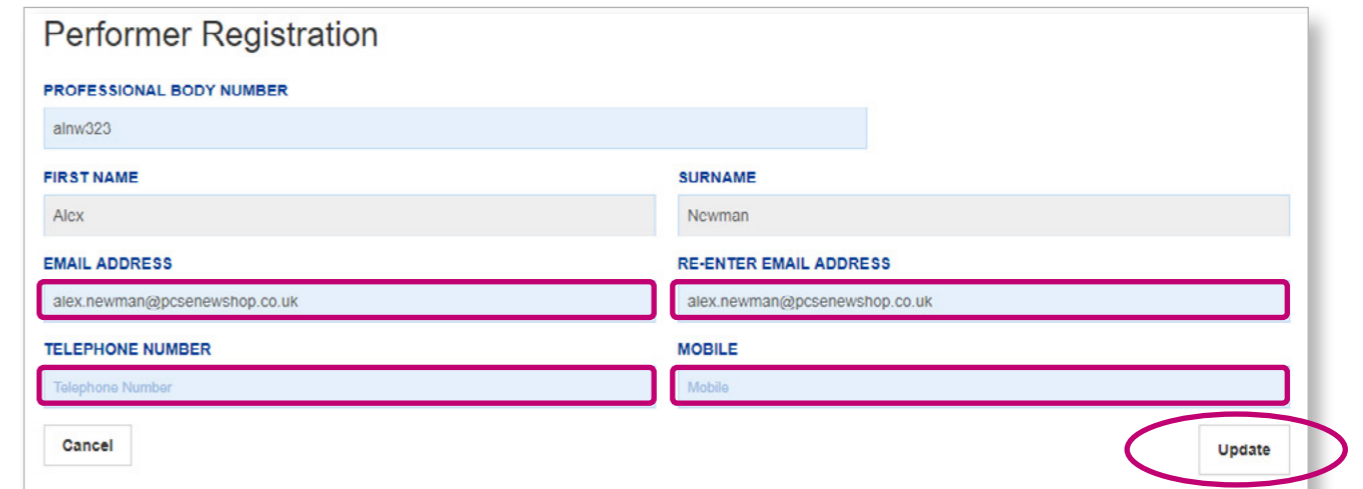 Performer Registration
PROFESSIONAL BODY NUMBER
alnw323
FIRST NAME SURNAME
Alex Newman
EMAIL ADDRESS RE-ENTER EMAIL ADDRESS
alex.newman@pcsenewshop.co.uk alex.newman@pcsenewshop.co.uk
TELEPHONE NUMBER MOBILE
Telephone Number Mobile
Cancel Update